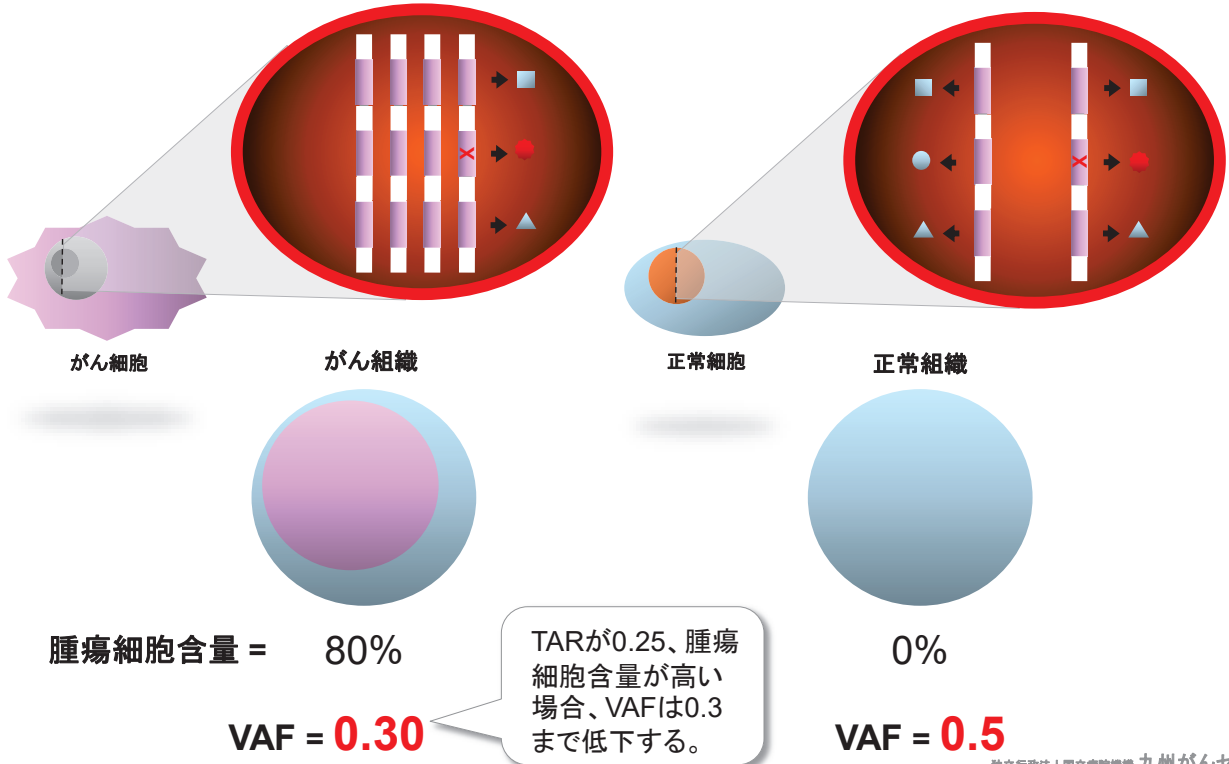 がん細胞
がん組織
正常細胞
正常組織
腫瘍細胞含量 = 80%
TARが0.25、腫瘍
細胞含量が高い
場合、VAFは0.3
まで低下する。
0%
VAF = 0.30
VAF = 0.5
九州がん